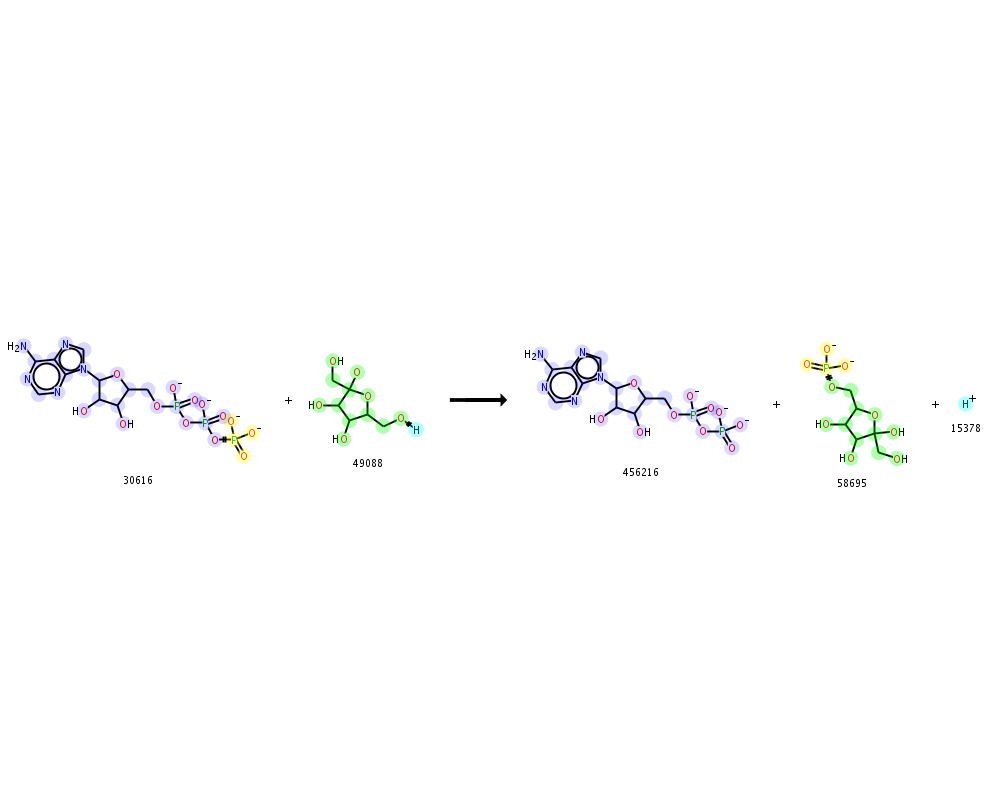 H2N N N N N O HO OH O P O- O P O- O O P O- O- O
30616
+
OH O O HO HO O H
49088
H2N N N N N O HO OH O P O- O O P O- O- O
456216
+
O- O P O- O O HO HO OH OH
58695
+
H+
15378